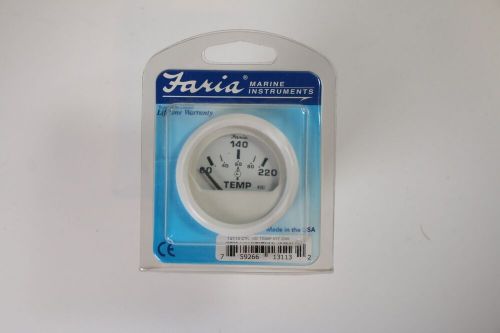 Faria
MARINE
INSTRUMENTS
Lifetime Warranty
Faria
140
60
220
TEMP
Made in the USA
CE
7 59266 13113 2